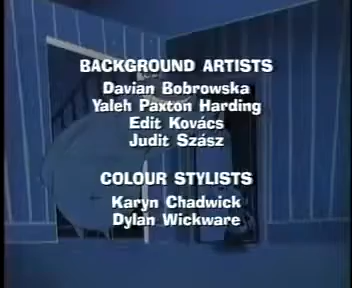 BACKGROUND ARTISTS
Davian Bobrowska
Yaleh Paxton Harding
Edit Kovács
Judit Szász
COLOUR STYLISTS
Karyn Chadwick
Dylan Wickware